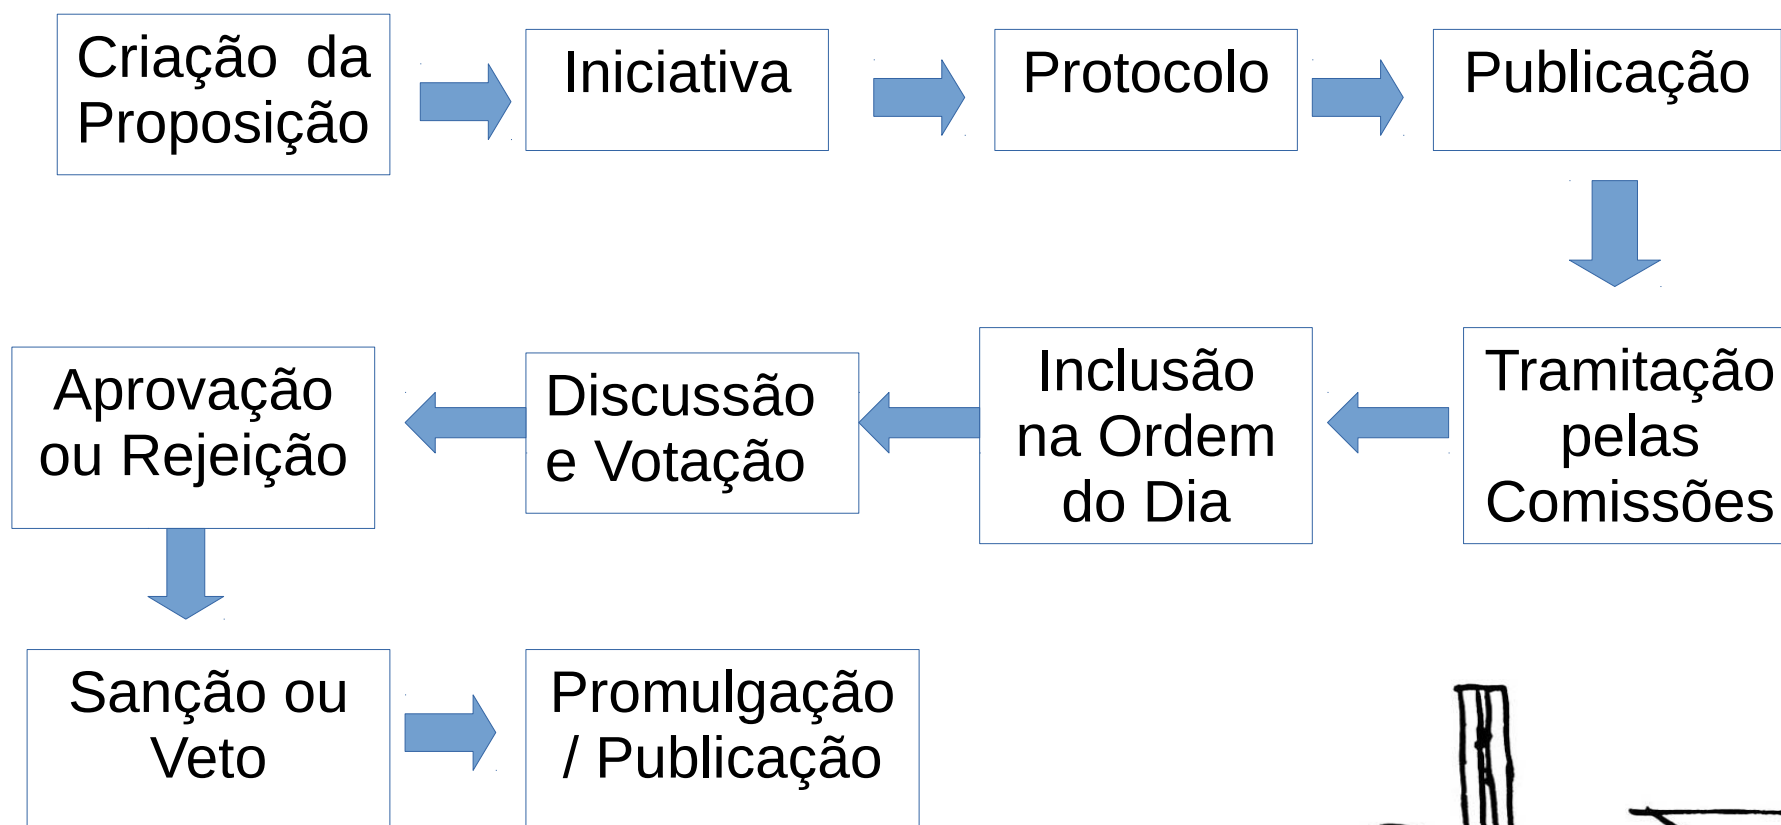 Criação da
Proposição
Iniciativa
Protocolo
Publicação
Tramitação
pelas
Comissões
Inclusão
na Ordem
do Dia
Discussão
e Votação
Aprovação
ou Rejeição
Sanção ou
Veto
Promulgação
/ Publicação